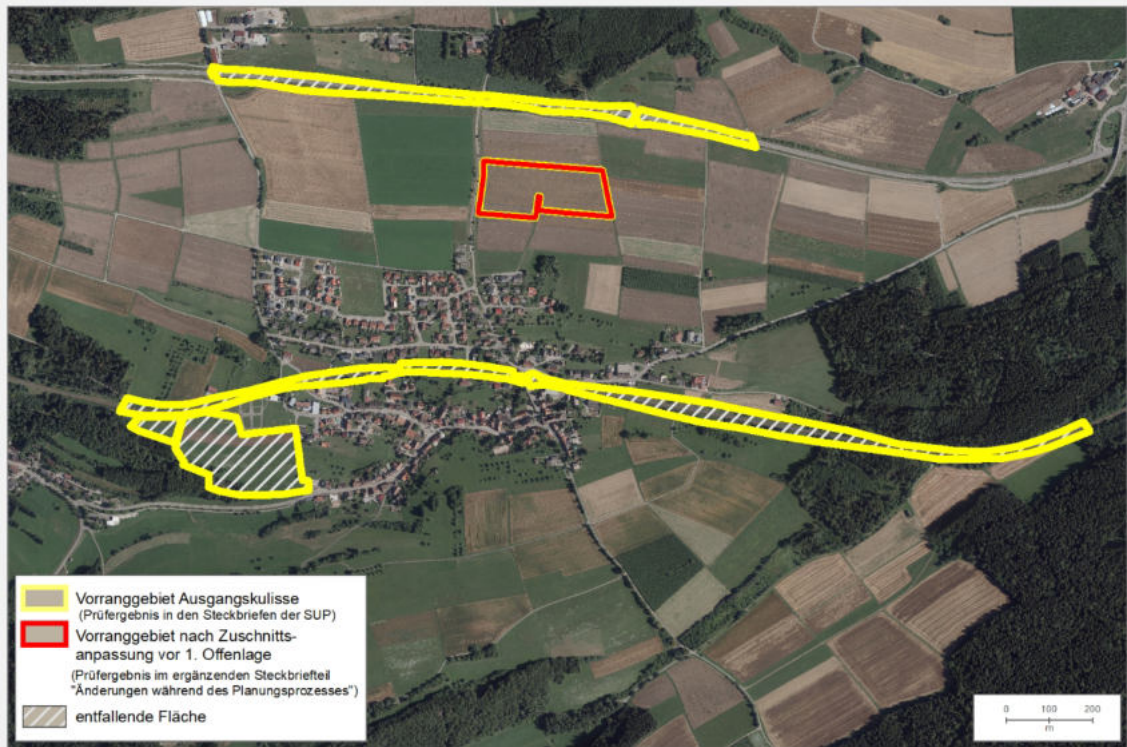 Vorranggebiet Ausgangskulisse
(Prüfergebnis in den Steckbriefen der SUP)
Vorranggebiet nach Zuschnitts-
anpassung vor 1. Offenlage
(Prüfergebnis im ergänzenden Steckbriefteil
"Änderungen während des Planungsprozesses")
entfallende Fläche
0 100 200
m